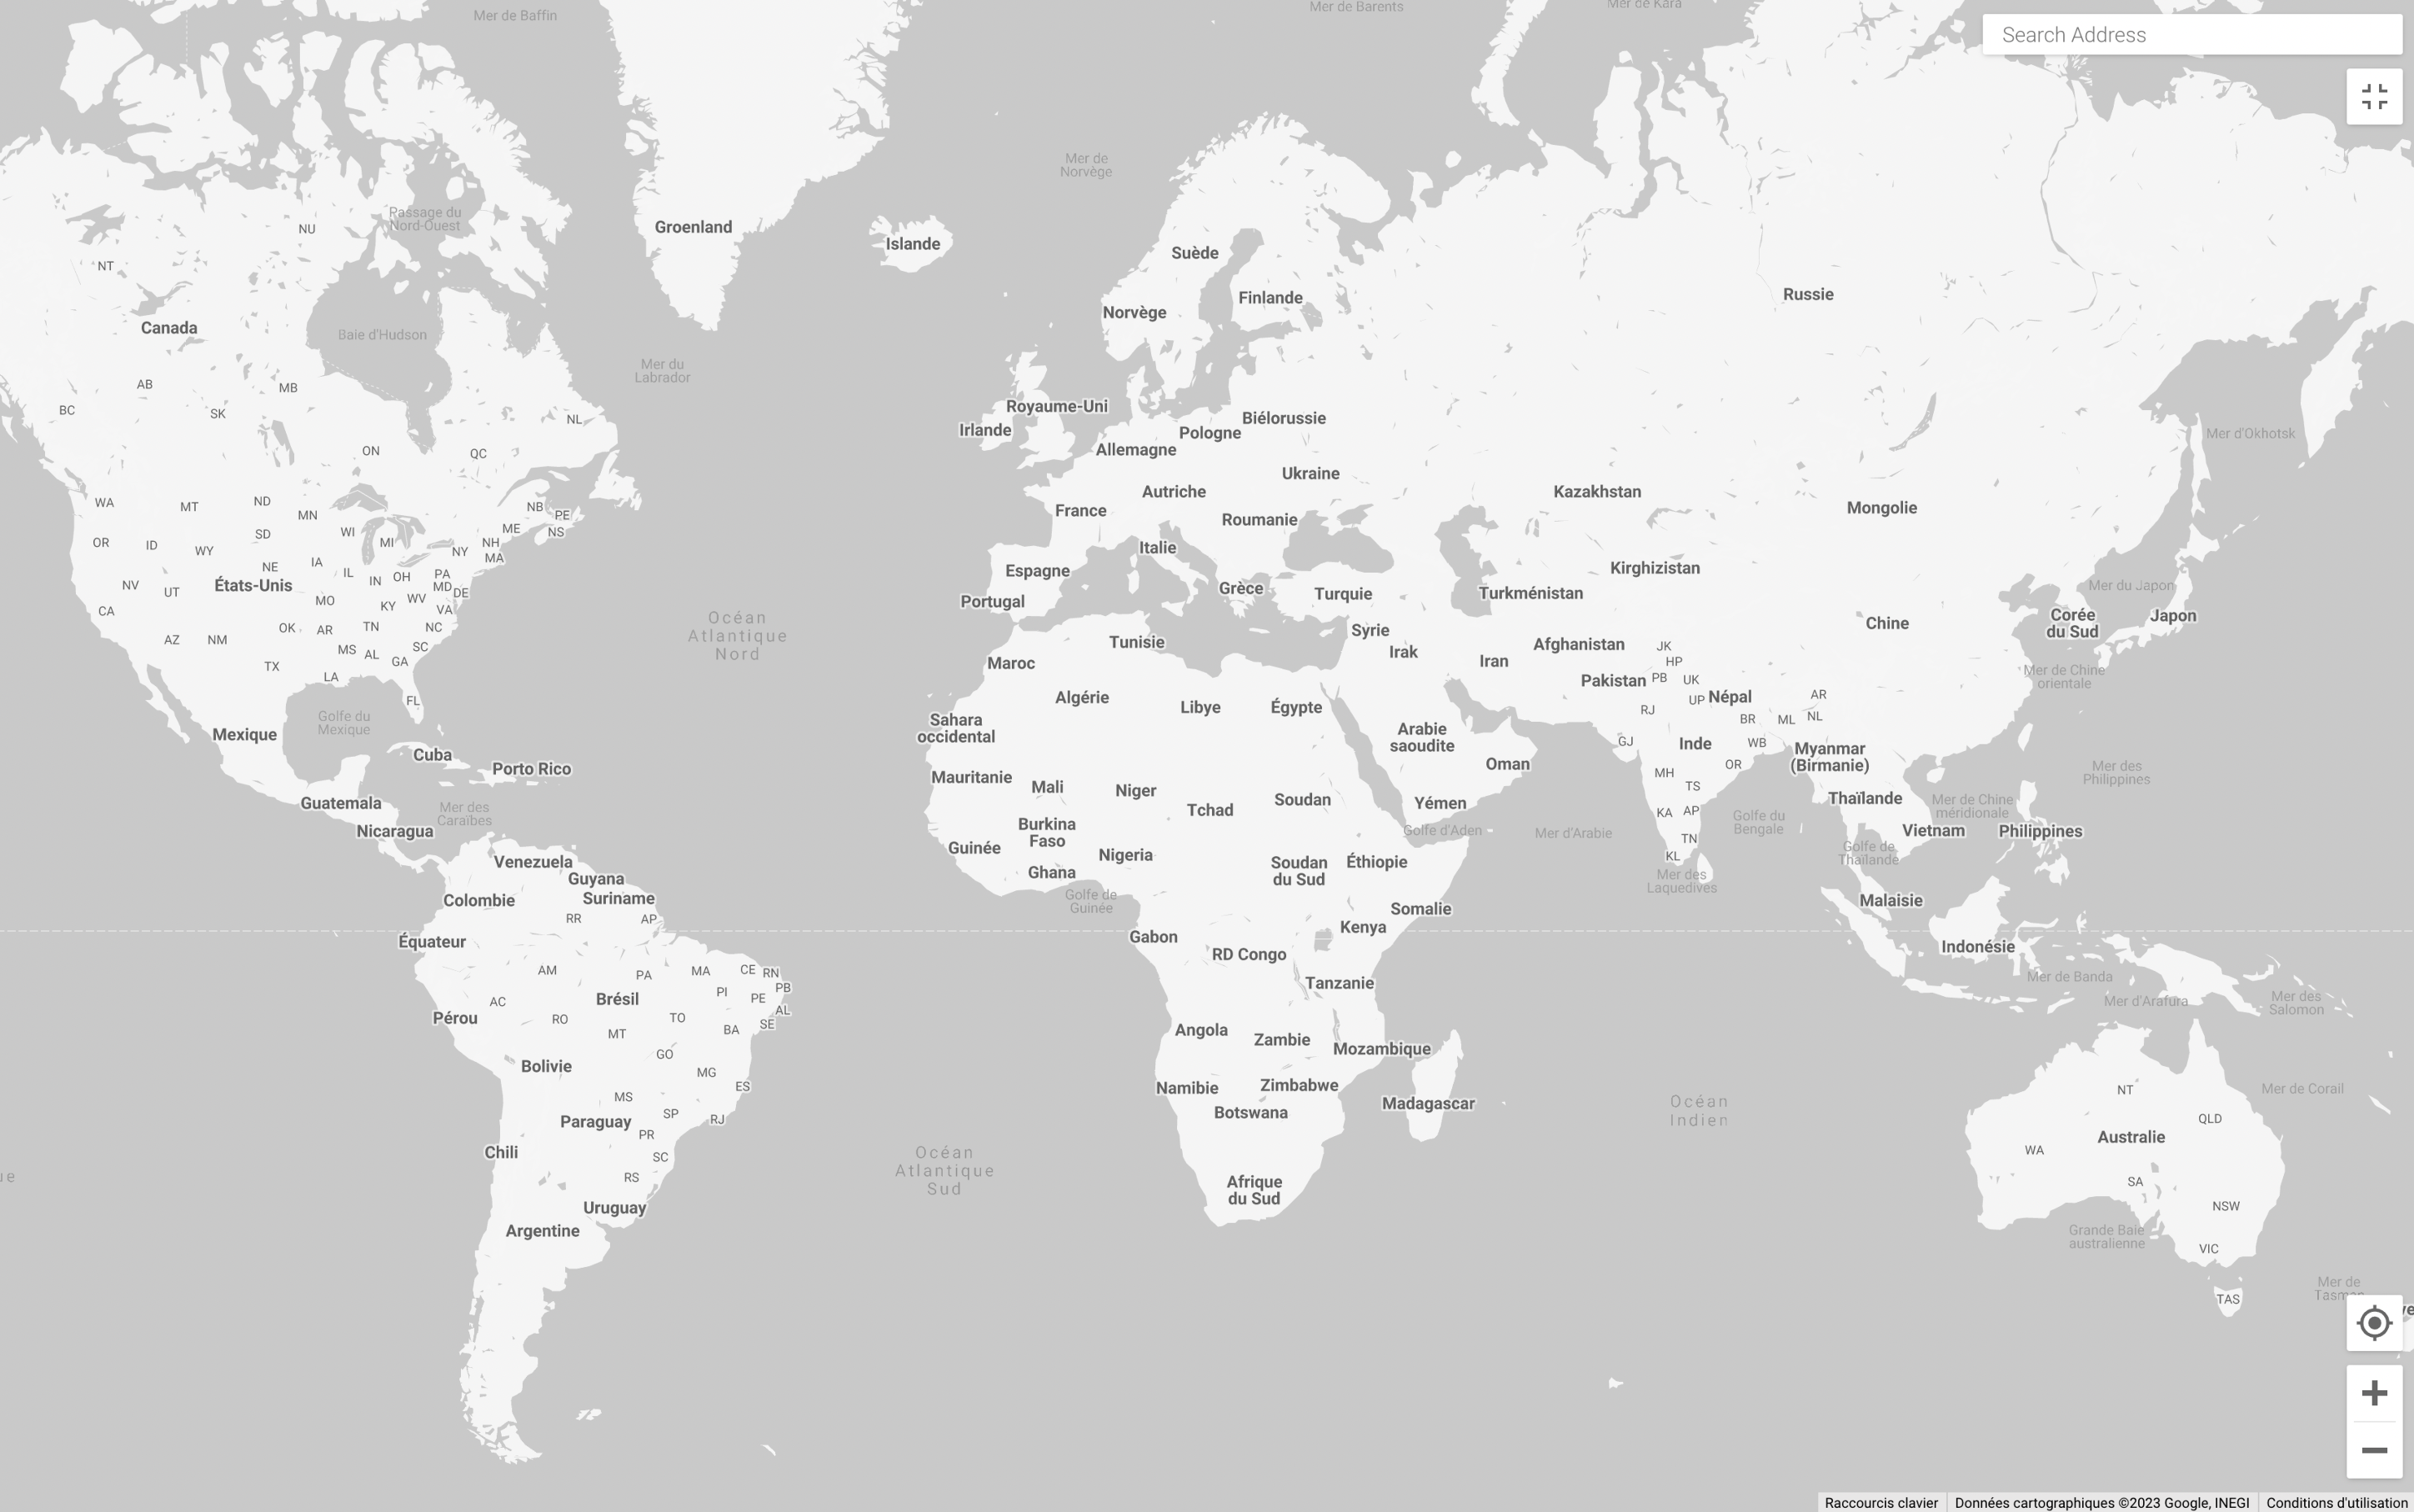 Mer de Baffin
Mer de Barents
Mer de Kara
Search Address
Mer de
Norvège
Passage du
Nord-Ouest
NU
Groenland
Islande
Suède
NT
Finlande
Russie
Norvège
Canada
Baie d'Hudson
Mer du
Labrador
AB
MB
BC
SK
NL
Royaume-Uni
Irlande
Biélorussie
Pologne
Mer d'Okhotsk
ON
QC
Allemagne
Ukraine
Autriche
Kazakhstan
WA
MT
ND
MN
NB
PE
France
Roumanie
Mongolie
OR
ID
WY
SD
WI
MI
NY
NH
ME
NS
MA
Italie
NE
IA
IL
IN
OH
PA
MD
DE
Espagne
Kirghizistan
NV
UT
États-Unis
Grèce
Turquie
Turkménistan
Mer du Japon
CA
MO
KY
WV
VA
Portugal
Océan
Atlantique
Nord
Corée
du Sud
Japon
Chine
AZ
NM
OK
AR
TN
NC
Syrie
Tunisie
MS
AL
GA
SC
Irak
Afghanistan
JK
HP
TX
LA
Maroc
Iran
Pakistan
PB
UK
Mer de Chine
orientale
FL
Algérie
Libye
Égypte
UP
Népal
AR
RJ
BR
ML
NL
Golfe du
Mexique
Sahara
occidental
Arabie
saoudite
Mexique
GJ
Inde
WB
Myanmar
(Birmanie)
Cuba
Porto Rico
Oman
OR
MH
Mer des
Philippines
Mauritanie
Mali
Niger
TS
Guatemala
Mer des
Caraïbes
Tchad
Soudan
Yémen
Thaïlande
Mer de Chine
méridionale
KA
AP
Golfe du
Bengale
Nicaragua
Burkina
Faso
Golfe d'Aden
Mer d'Arabie
TN
Vietnam
Philippines
Guinée
Nigeria
KL
Golfe de
Thaïlande
Venezuela
Ghana
Soudan
du Sud
Éthiopie
Guyana
Mer des
Laquedives
Colombie
Suriname
Golfe de
Guinée
Malaisie
RR
AP
Somalie
Kenya
Équateur
Gabon
Indonésie
RD Congo
AM
PA
MA
CE
RN
Mer de Banda
Tanzanie
PB
PI
PE
AC
Brésil
Mer d'Arafura
Mer des
Salomon
AL
Pérou
RO
TO
SE
BA
MT
Angola
Zambie
Mozambique
GO
Bolivie
MG
ES
Namibie
Zimbabwe
NT
Mer de Corail
MS
Madagascar
Océan
Indien
SP
RJ
Botswana
QLD
Paraguay
PR
Australie
Chili
SC
WA
Océan
Atlantique
Sud
RS
SA
Afrique
du Sud
Uruguay
NSW
Argentine
Grande Baie
australienne
VIC
Mer de
TAS
Raccourcis clavier
Données cartographiques ©2023 Google, INEGI
Conditions d'utilisation